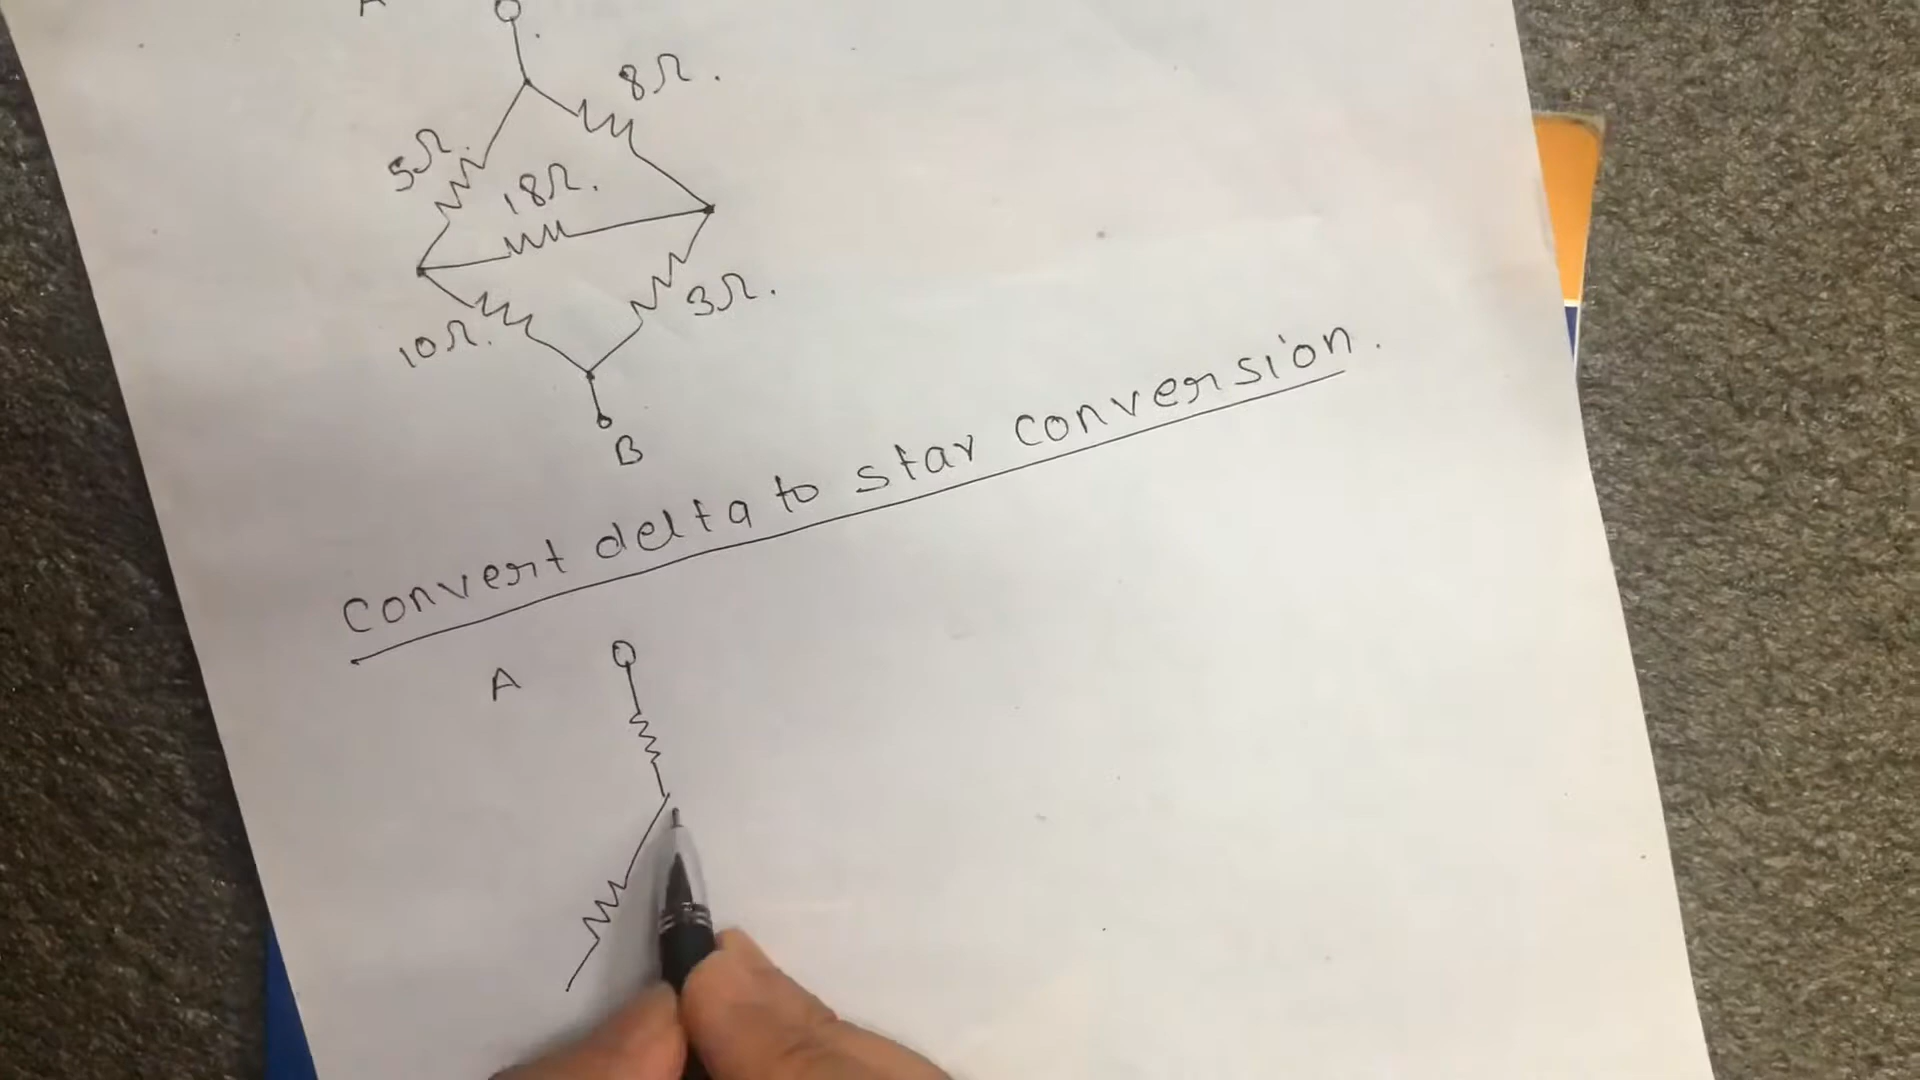 A
8Ω.
5Ω.
18Ω.
3Ω.
10Ω.
B
Convert delta to star conversion.
A